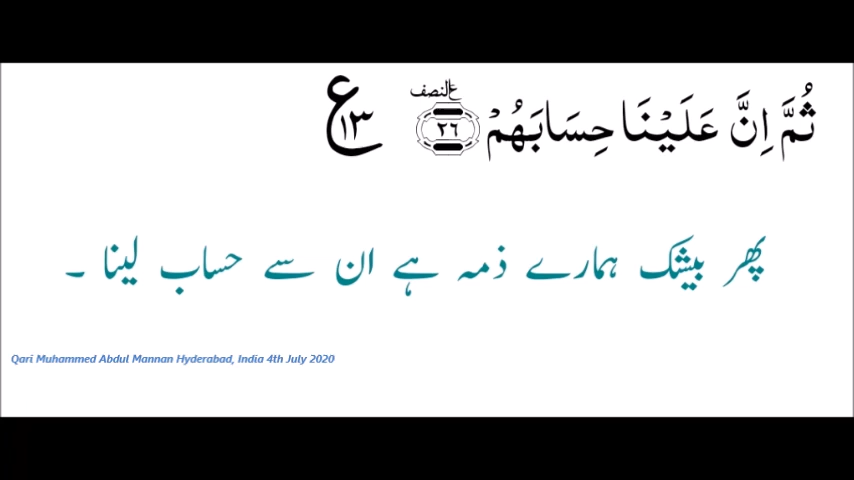 ثُمَّ اِنَّ عَلَيْنَا حِسَابَهُمْ ٢٦ النصف ع ع ١٣
پھر بیشک ہمارے ذمہ ہے ان سے حساب لینا ۔
Qari Muhammed Abdul Mannan Hyderabad, India 4th July 2020